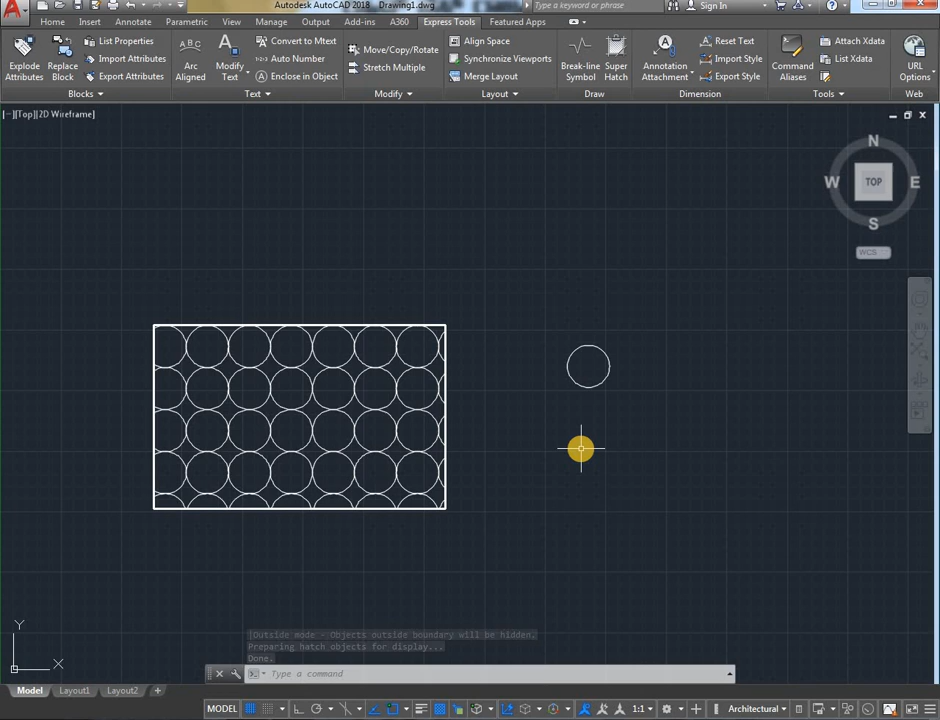 Autodesk AutoCAD 2018 Drawing1.dwg
Type a keyword or phrase
Sign In
Home Insert Annotate Parametric View Manage Output Add-ins A360 Express Tools Featured Apps
Explode Attributes
Replace Block
List Properties
Import Attributes
Export Attributes
Blocks
ABC
Arc Aligned
A
Modify Text
Convert to Mtext
Auto Number
Enclose in Object
Text
Move/Copy/Rotate
Stretch Multiple
Modify
Align Space
Synchronize Viewports
Merge Layout
Layout
Break-line Symbol
Super Hatch
Draw
Annotation Attachment
Reset Text
Import Style
Export Style
Dimension
Command Aliases
Attach Xdata
List Xdata
Tools
URL Options
Web
[−][Top][2D Wireframe]
N
W TOP E
S
WCS
Y
X
[Outside mode - Objects outside boundary will be hidden.
Preparing hatch objects for display...
Done.
Type a command
Model Layout1 Layout2 +
MODEL 1:1 Architectural